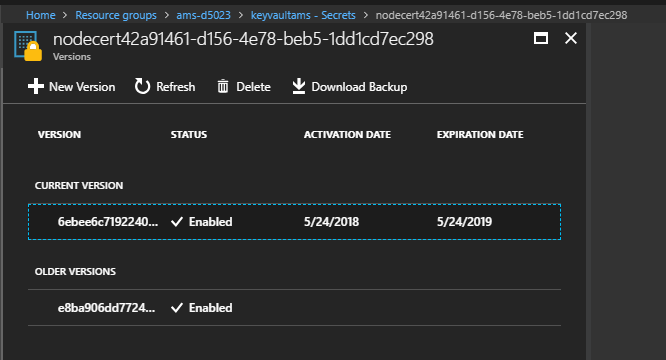 Home > Resource groups > ams-d5023 > keyvaultams - Secrets > nodecert42a91461-d156-4e78-beb5-1dd1cd7ec298
nodecert42a91461-d156-4e78-beb5-1dd1cd7ec298
Versions
New Version Refresh Delete Download Backup
VERSION STATUS ACTIVATION DATE EXPIRATION DATE
CURRENT VERSION
6ebee6c7192240... Enabled 5/24/2018 5/24/2019
OLDER VERSIONS
e8ba906dd7724... Enabled